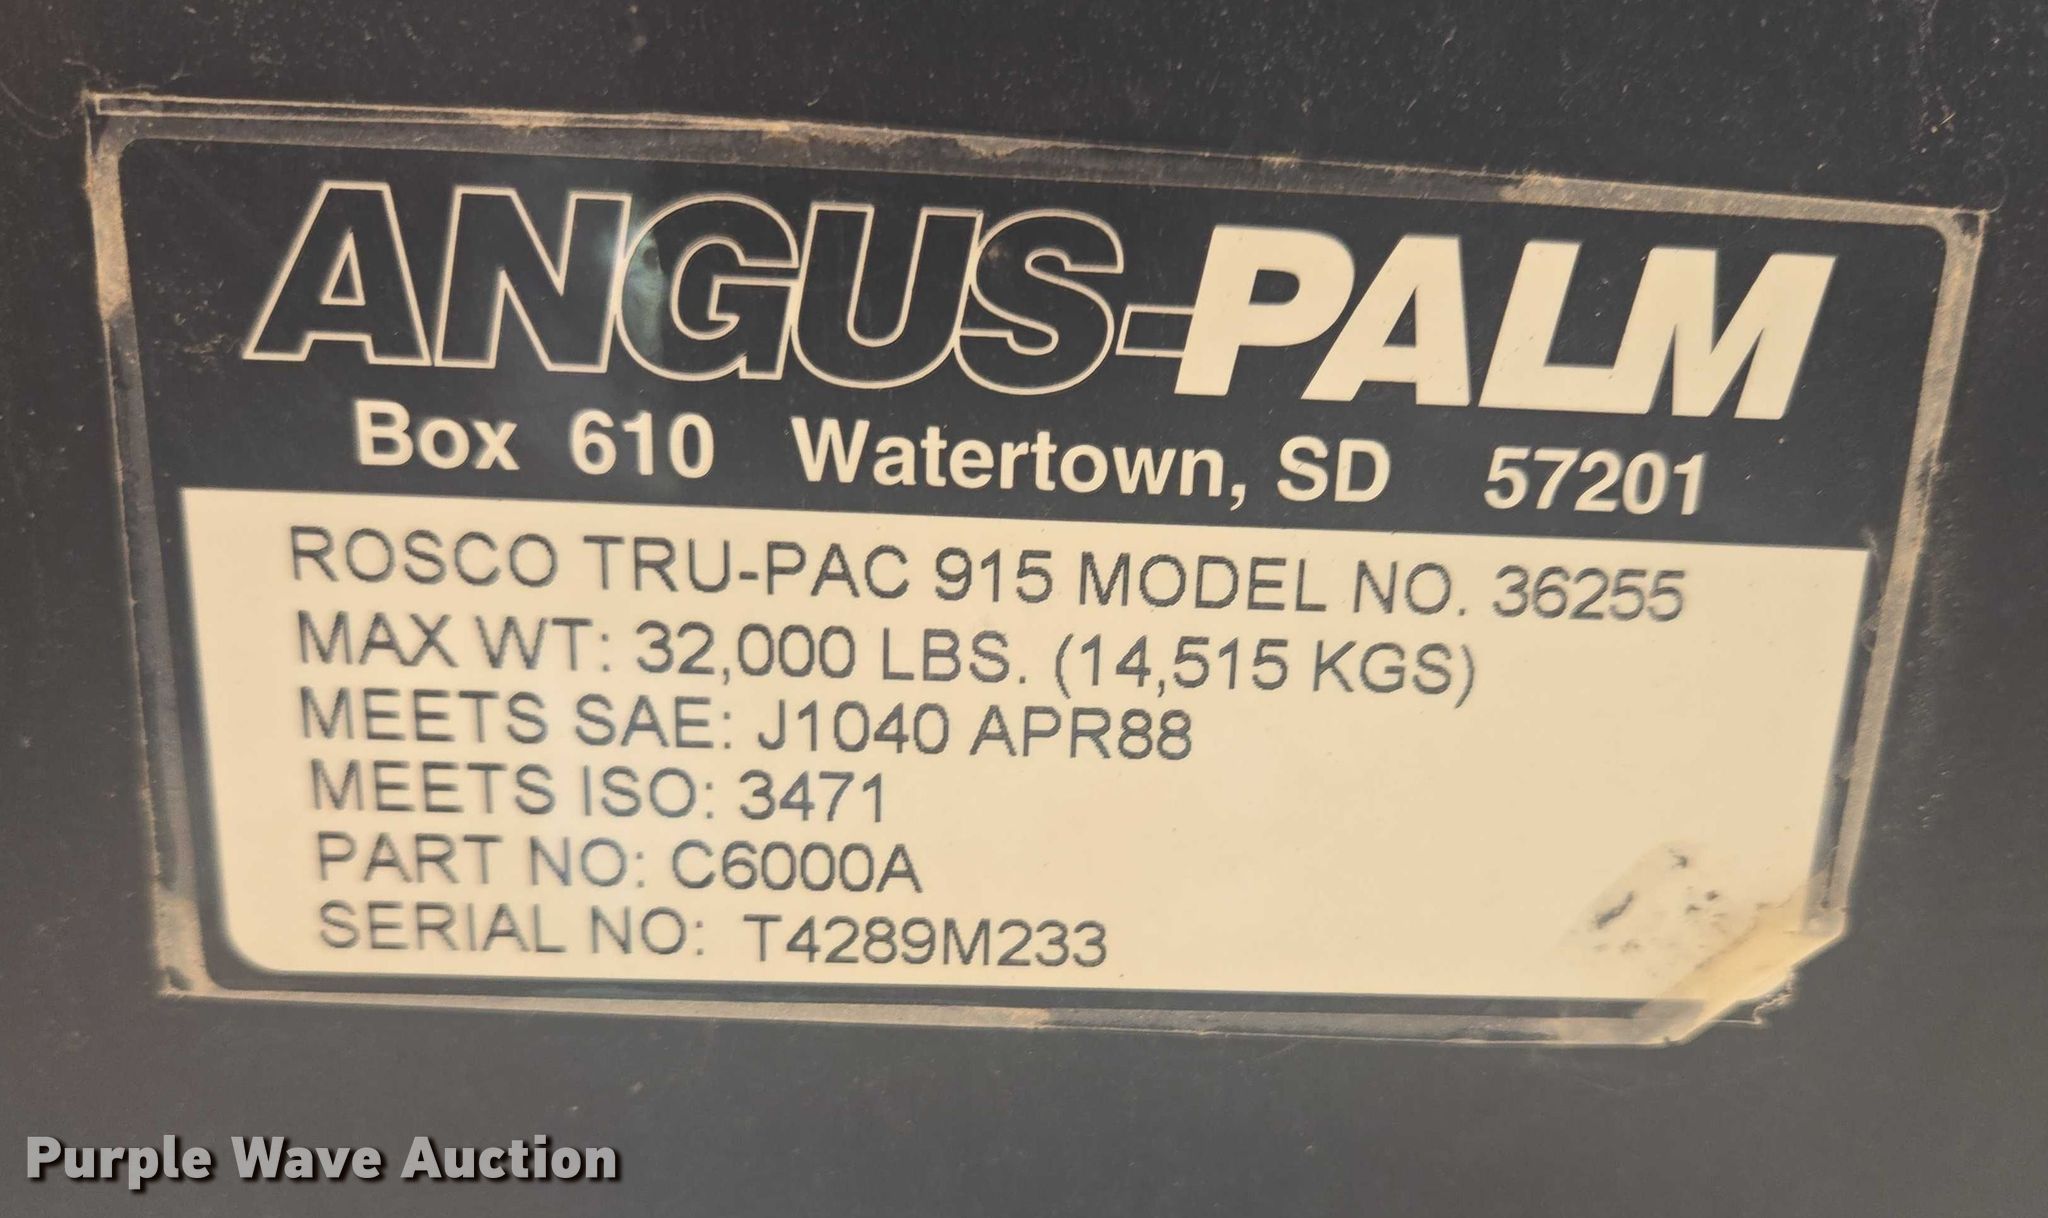 ANGUS-PALM
Box 610 Watertown, SD 57201
ROSCO TRU-PAC 915 MODEL NO. 36255
MAX WT: 32,000 LBS. (14,515 KGS)
MEETS SAE: J1040 APR88
MEETS ISO: 3471
PART NO: C6000A
SERIAL NO: T4289M233
Purple Wave Auction